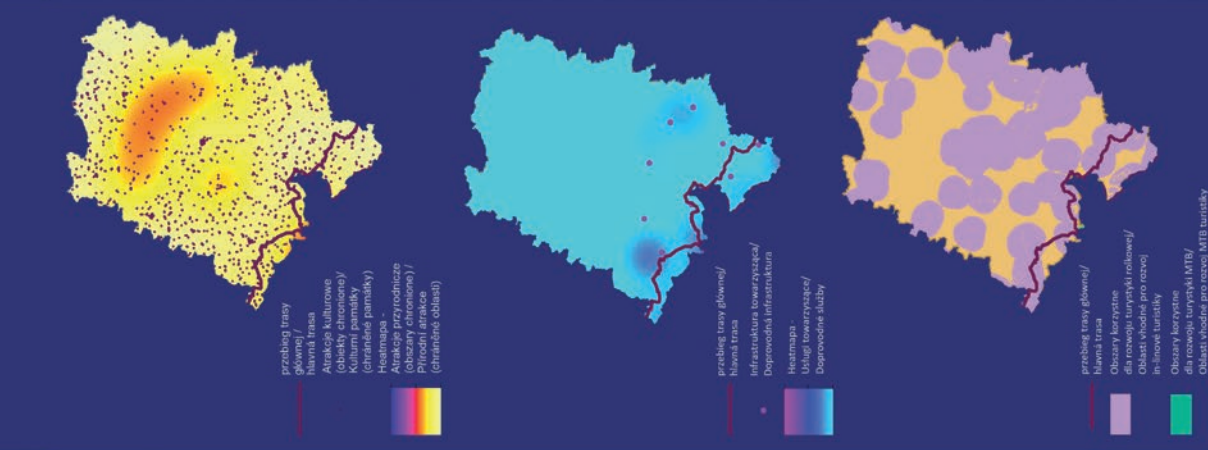 przebieg trasy
głównej /
hlavná trasa
Atrakcje kulturowe
(obiekty chronione)/
Kulturní památky
(chráněné památky)
Heatmapa -
Atrakcje przyrodnicze
(obszary chronione) /
Přírodní atrakce
(chráněné oblasti)
przebieg trasy głównej/
hlavná trasa
Infrastruktura towarzysząca/
Doprovodná infrastruktura
Heatmapa -
Usługi towarzyszące/
Doprovodné služby
przebieg trasy głównej/
hlavná trasa
Obszary korzystne
dla rozwoju turystyki rolkowej/
Oblasti vhodné pro rozvoj
in-linové turistiky
Obszary korzystne
dla rozwoju turystyki MTB/
Oblasti vhodné pro rozvoj MTB turistiky